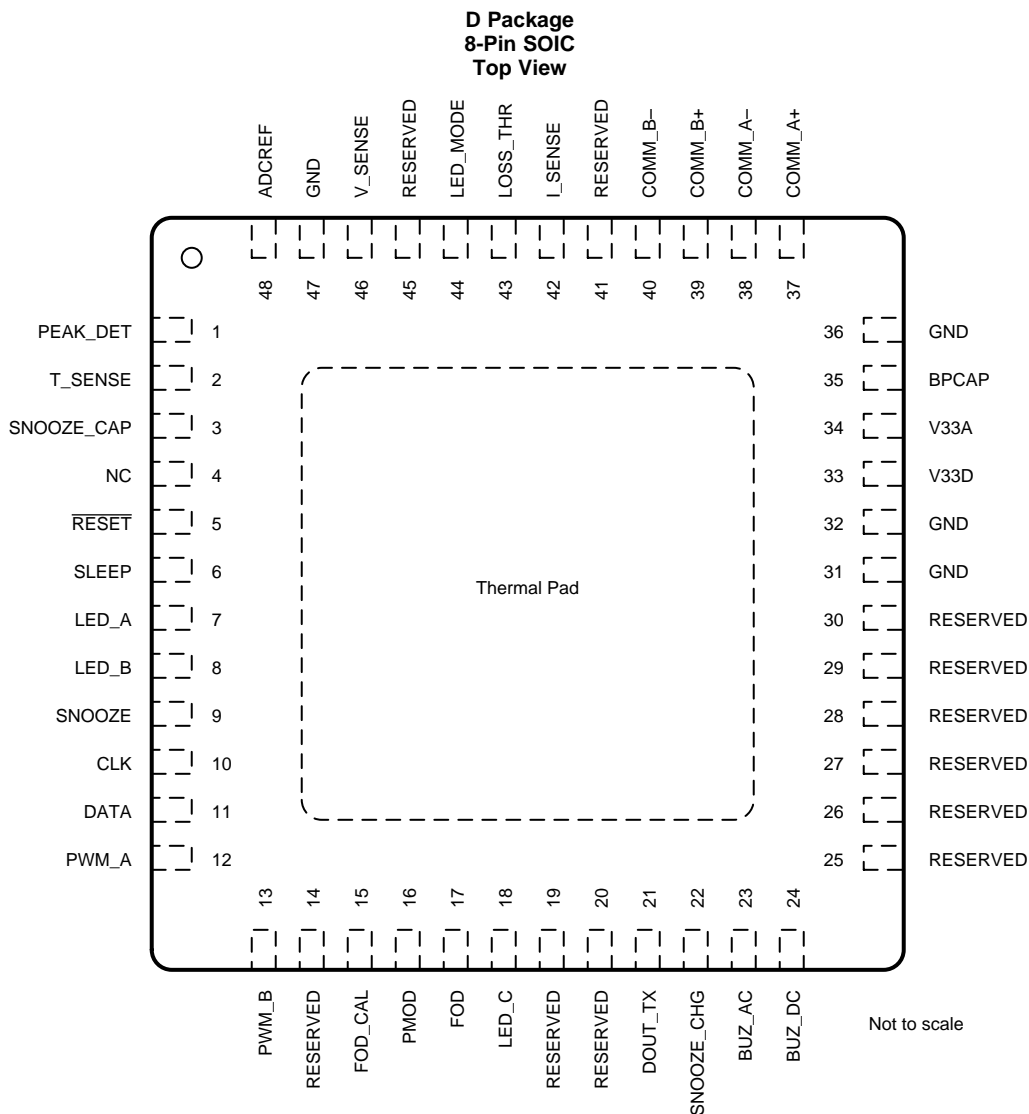 D Package
8-Pin SOIC
Top View
ADCREF
GND
V_SENSE
RESERVED
LED_MODE
LOSS_THR
I_SENSE
RESERVED
COMM_B–
COMM_B+
COMM_A–
COMM_A+
48
47
46
45
44
43
42
41
40
39
38
37
PEAK_DET 1
T_SENSE 2
SNOOZE_CAP 3
NC 4
RESET 5
SLEEP 6
LED_A 7
LED_B 8
SNOOZE 9
CLK 10
DATA 11
PWM_A 12
Thermal Pad
36 GND
35 BPCAP
34 V33A
33 V33D
32 GND
31 GND
30 RESERVED
29 RESERVED
28 RESERVED
27 RESERVED
26 RESERVED
25 RESERVED
13
14
15
16
17
18
19
20
21
22
23
24
PWM_B
RESERVED
FOD_CAL
PMOD
FOD
LED_C
RESERVED
RESERVED
DOUT_TX
SNOOZE_CHG
BUZ_AC
BUZ_DC
Not to scale